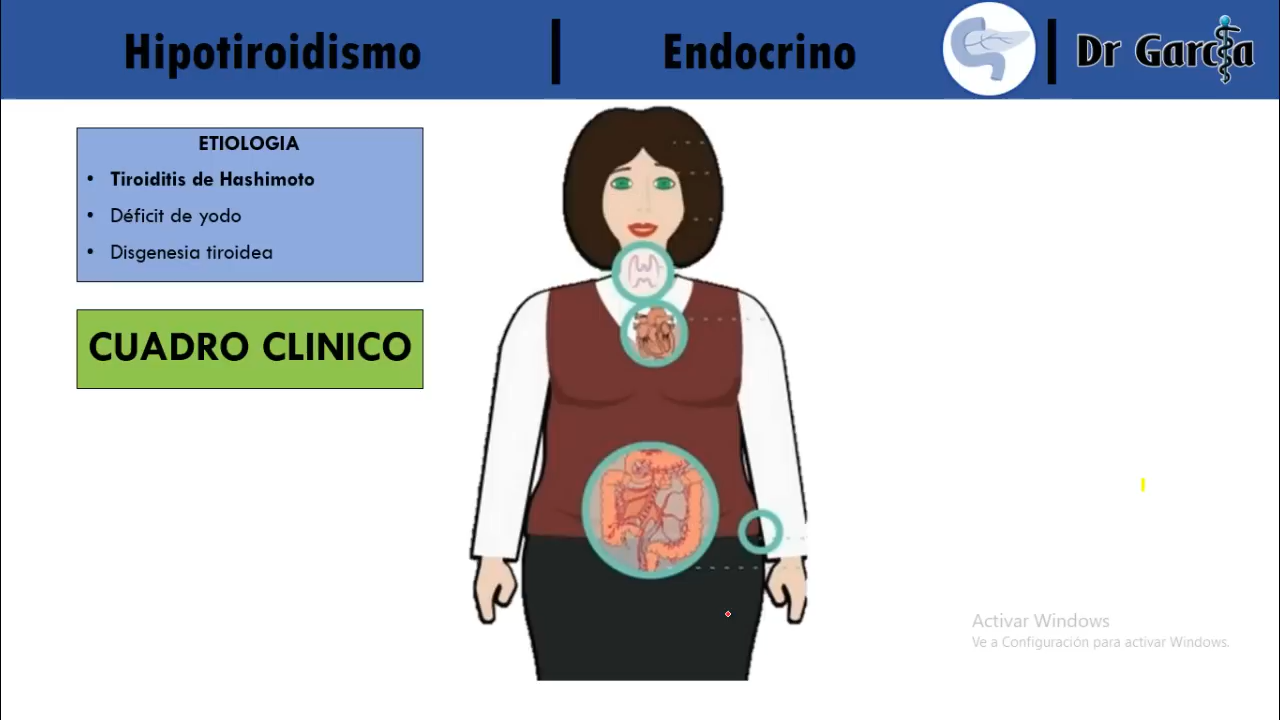 Hipotiroidismo
Endocrino
Dr García
ETIOLOGIA
• Tiroiditis de Hashimoto
• Déficit de yodo
• Disgenesia tiroidea
CUADRO CLINICO
Activar Windows
Ve a Configuración para activar Windows.